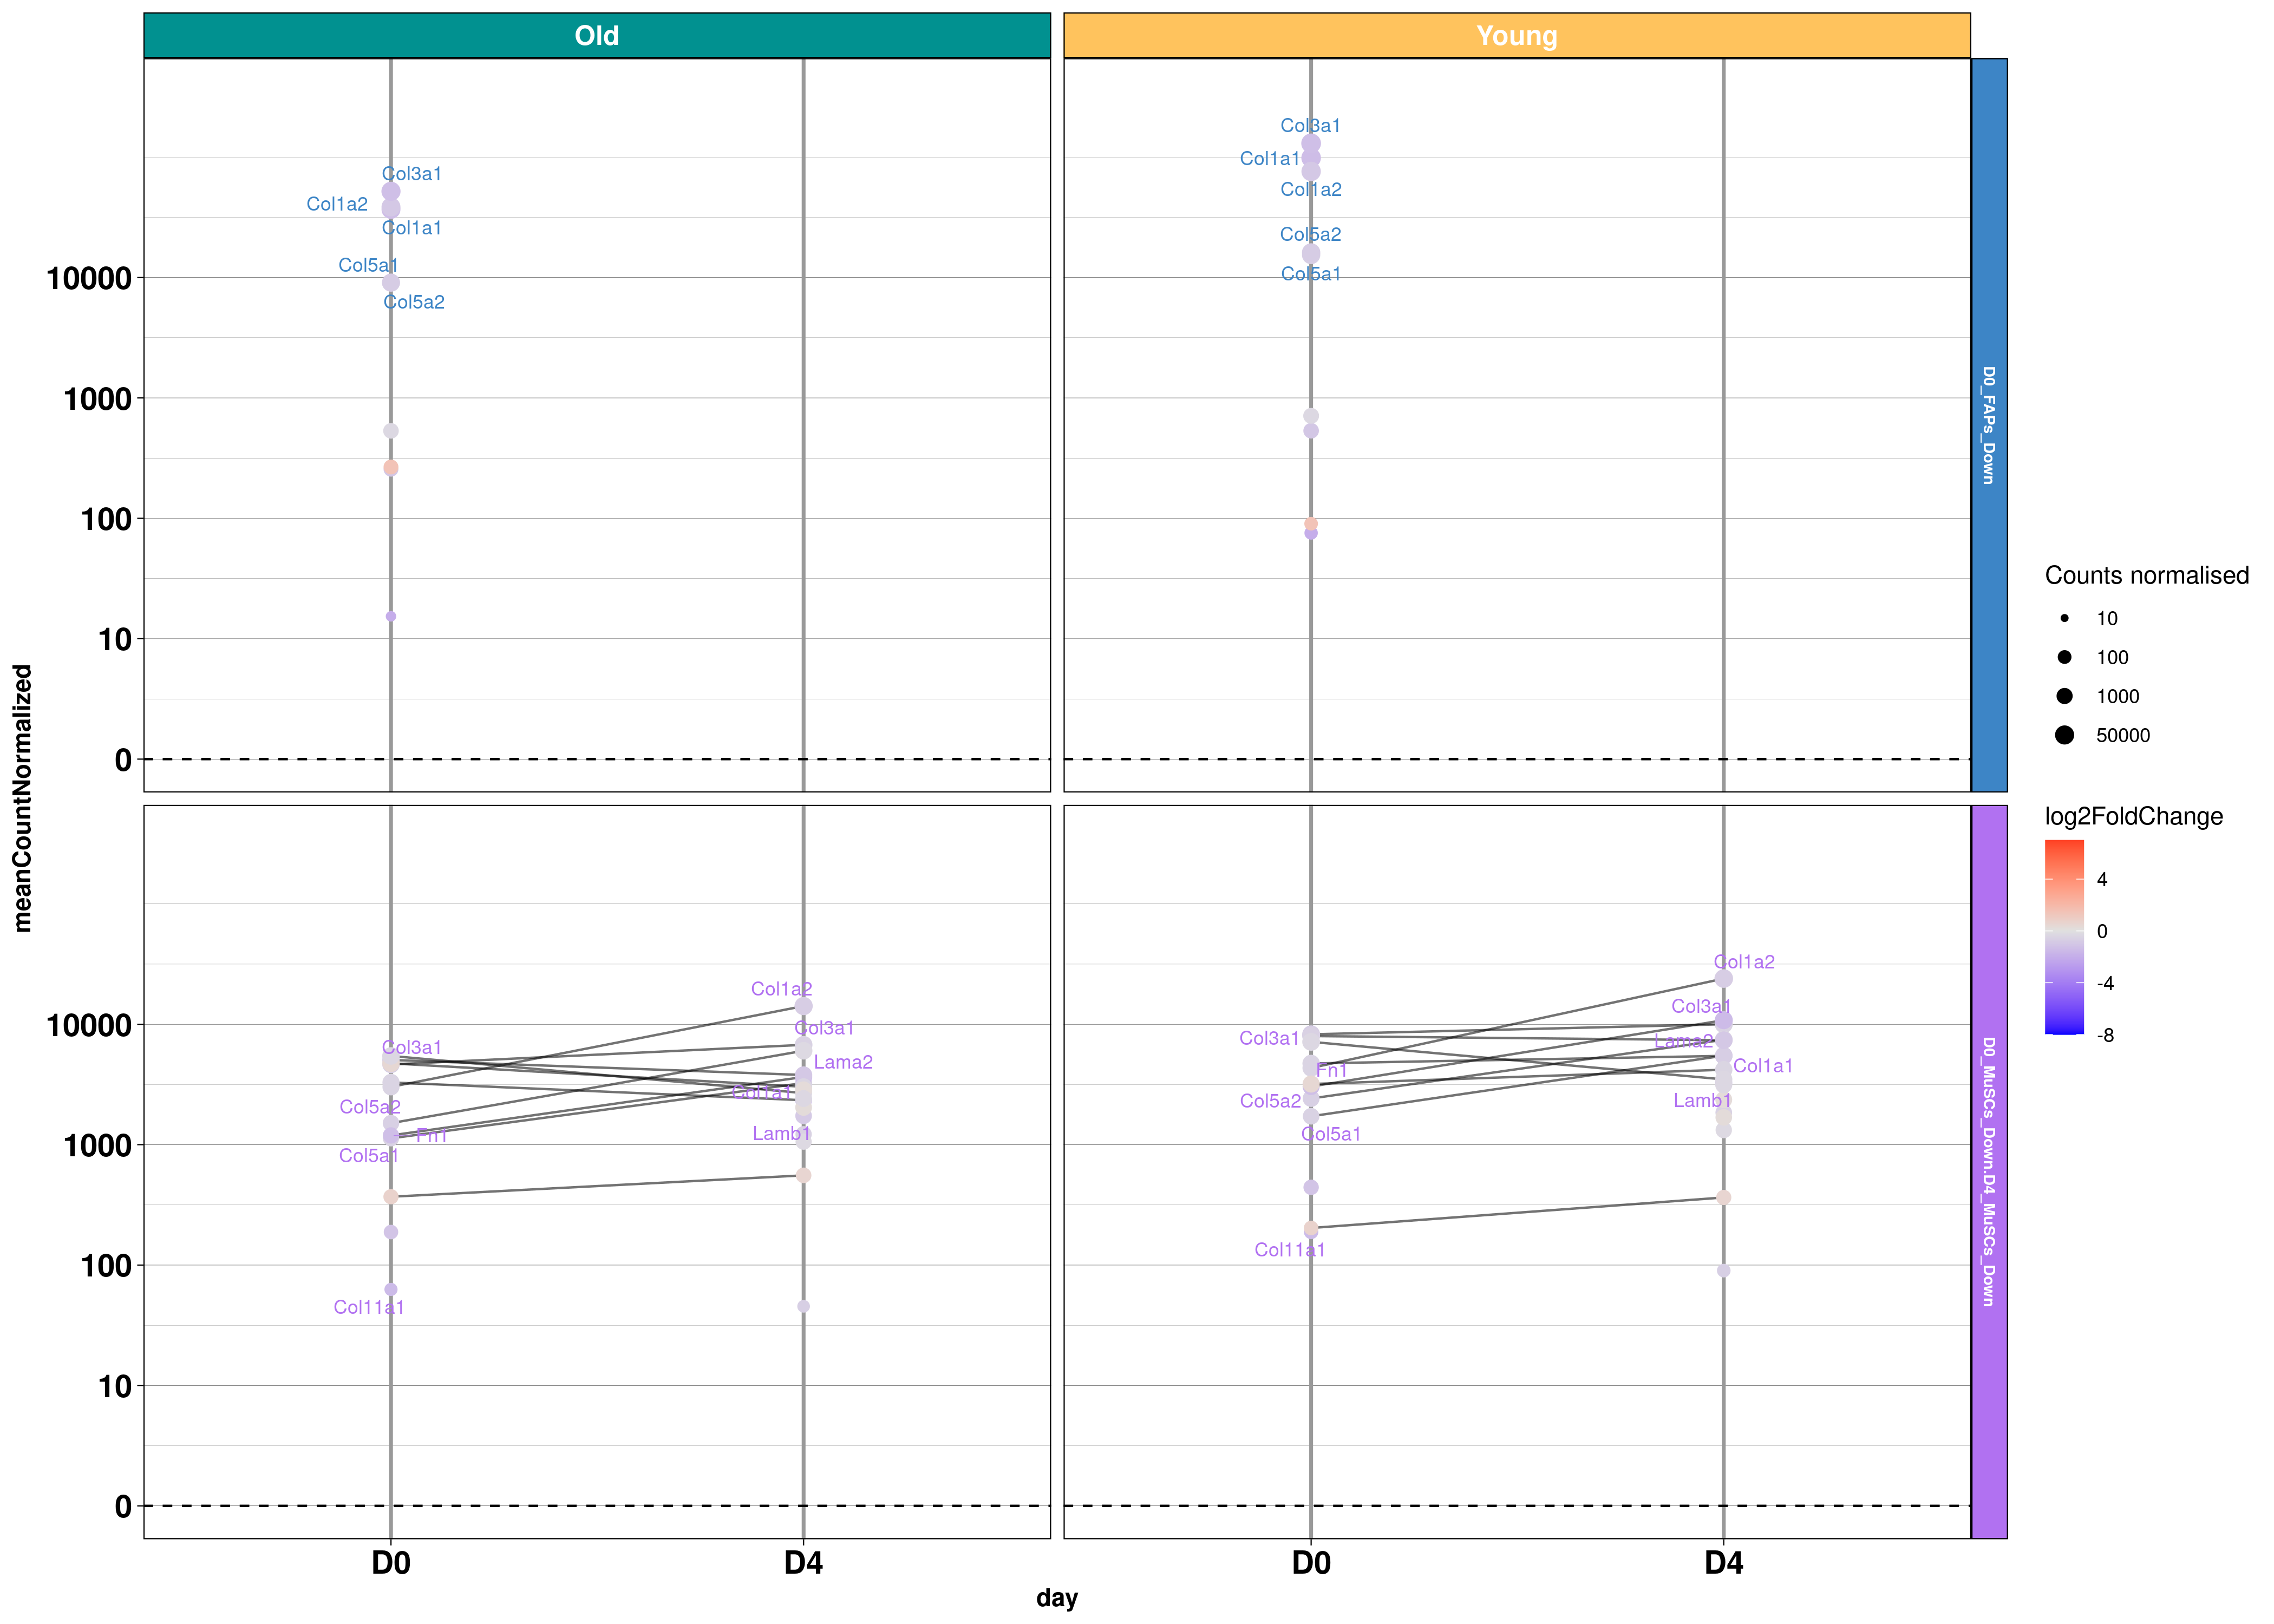 Old
Young
Col3a1
Col1a2
Col1a1
Col5a1
Col5a2
Col3a1
Col1a1
Col1a2
Col5a2
Col5a1
D0_FAPs_Down
10000
1000
100
10
0
meanCountNormalized
Col3a1
Col5a2
Fn1
Col5a1
Col11a1
Col1a2
Col3a1
Lama2
Col1a1
Lamb1
Col3a1
Fn1
Col5a2
Col5a1
Col11a1
Col1a2
Col3a1
Lama2
Col1a1
Lamb1
D0_MuSCs_Down.D4_MuSCs_Down
10000
1000
100
10
0
D0
D4
D0
D4
day
Counts normalised
10
100
1000
50000
log2FoldChange
4
0
-4
-8